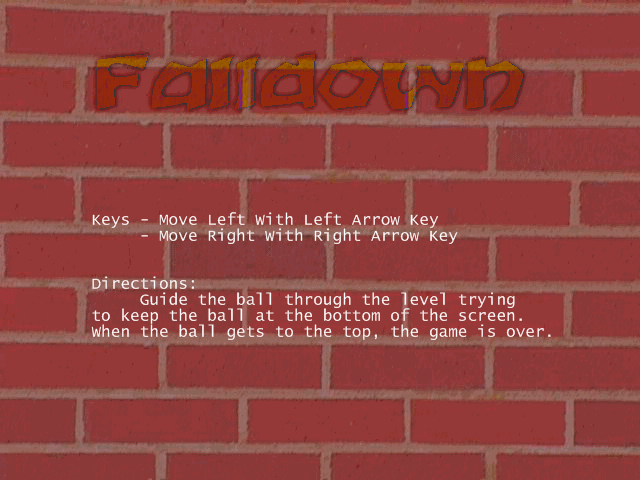 Falldown
Keys - Move Left With Left Arrow Key
- Move Right With Right Arrow Key
Directions:
Guide the ball through the level trying
to keep the ball at the bottom of the screen.
When the ball gets to the top, the game is over.